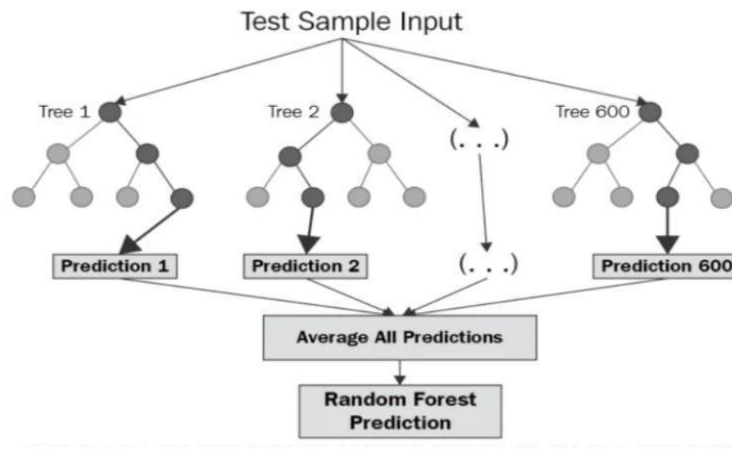 Test Sample Input
Tree 1
Tree 2
(. . .)
Tree 600
Prediction 1
Prediction 2
(. . .)
Prediction 600
Average All Predictions
Random Forest
Prediction